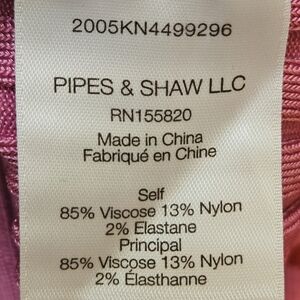 2005KN4499296
PIPES & SHAW LLC
RN155820
Made in China
Fabriqué en Chine
Self
85% Viscose 13% Nylon
2% Elastane
Principal
85% Viscose 13% Nylon
2% Élasthanne